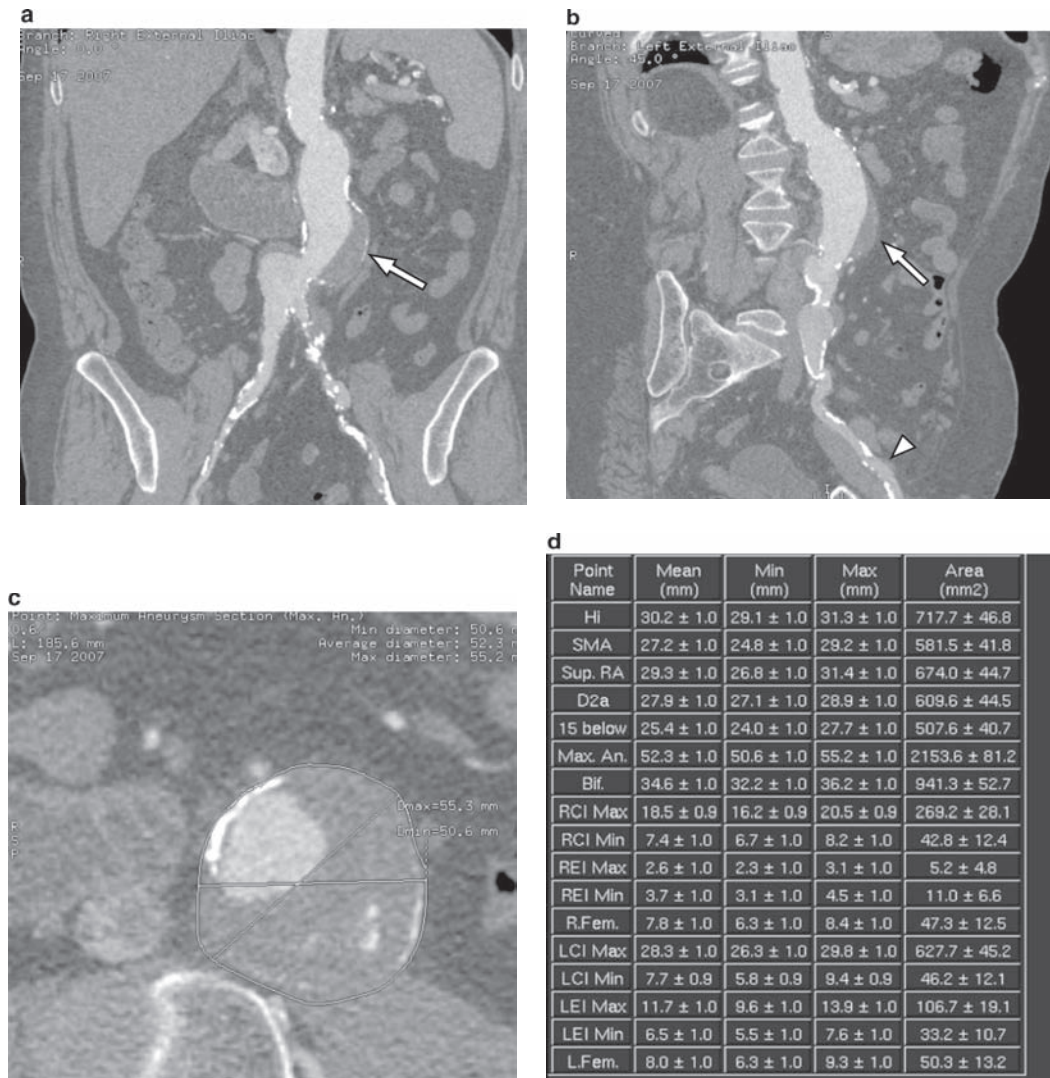 a
Branch: Right External Iliac
Angle: 0.0 °
Sep 17 2007
R
b
Curved
Branch: Left External Iliac
Angle: 45.0
Sep 17 2007
S
R
I
c
Point: Maximum Aneurysm Section (Max. An.)
0.6
L: 185.6 mm
Sep 17 2007
Min diameter: 50.6
Average diameter: 52.3
Max diameter: 55.2
Dmax=55.3 mm
Dmin=50.6 mm
R
S
P
d
Point Name Mean (mm) Min (mm) Max (mm) Area (mm2)
Hi 30.2 ± 1.0 29.1 ± 1.0 31.3 ± 1.0 717.7 ± 46.8
SMA 27.2 ± 1.0 24.8 ± 1.0 29.2 ± 1.0 581.5 ± 41.8
Sup. RA 29.3 ± 1.0 26.8 ± 1.0 31.4 ± 1.0 674.0 ± 44.7
D2a 27.9 ± 1.0 27.1 ± 1.0 28.9 ± 1.0 609.6 ± 44.5
15 below 25.4 ± 1.0 24.0 ± 1.0 27.7 ± 1.0 507.6 ± 40.7
Max. An. 52.3 ± 1.0 50.6 ± 1.0 55.2 ± 1.0 2153.6 ± 81.2
Bif. 34.6 ± 1.0 32.2 ± 1.0 36.2 ± 1.0 941.3 ± 52.7
RCI Max 18.5 ± 0.9 16.2 ± 0.9 20.5 ± 0.9 269.2 ± 28.1
RCI Min 7.4 ± 1.0 6.7 ± 1.0 8.2 ± 1.0 42.8 ± 12.4
REI Max 2.6 ± 1.0 2.3 ± 1.0 3.1 ± 1.0 5.2 ± 4.8
REI Min 3.7 ± 1.0 3.1 ± 1.0 4.5 ± 1.0 11.0 ± 6.6
R.Fem. 7.8 ± 1.0 6.3 ± 1.0 8.4 ± 1.0 47.3 ± 12.5
LCI Max 28.3 ± 1.0 26.3 ± 1.0 29.8 ± 1.0 627.7 ± 45.2
LCI Min 7.7 ± 0.9 5.8 ± 0.9 9.4 ± 0.9 46.2 ± 12.1
LEI Max 11.7 ± 1.0 9.6 ± 1.0 13.9 ± 1.0 106.7 ± 19.1
LEI Min 6.5 ± 1.0 5.5 ± 1.0 7.6 ± 1.0 33.2 ± 10.7
L.Fem. 8.0 ± 1.0 6.3 ± 1.0 9.3 ± 1.0 50.3 ± 13.2